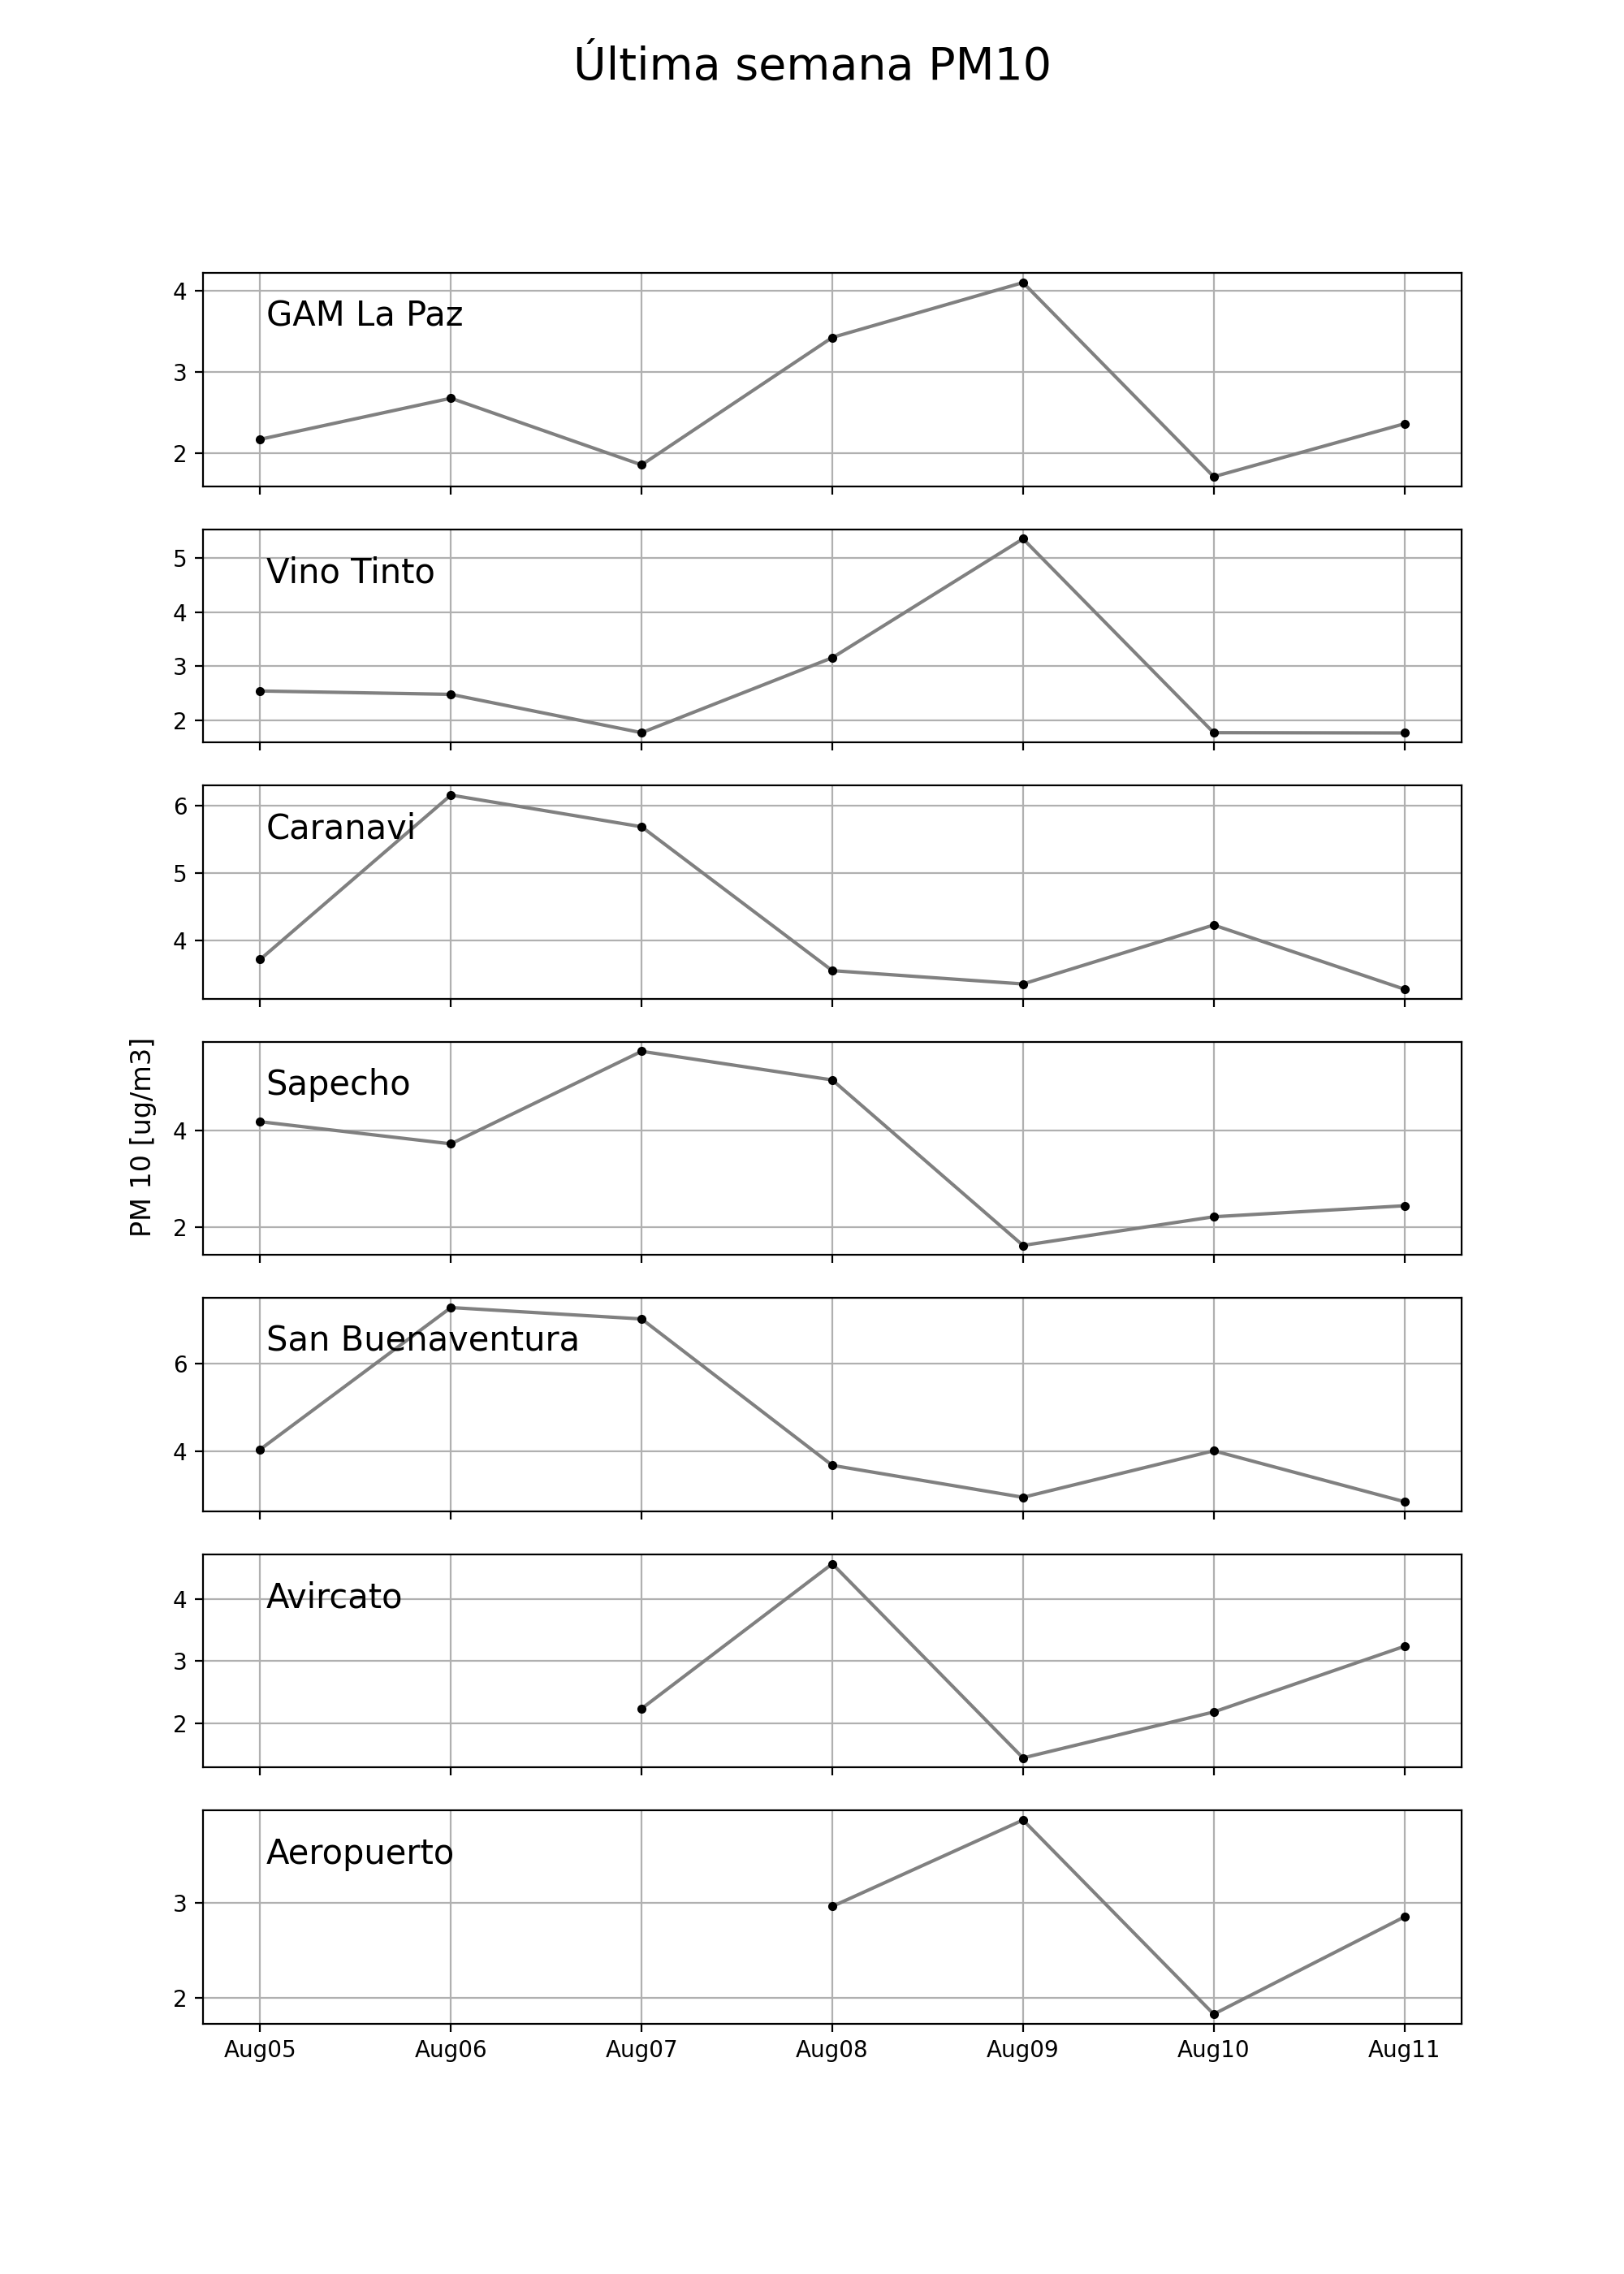 Última semana PM10
GAM La Paz
4
3
2
Vino Tinto
5
4
3
2
Caranavi
6
5
4
PM 10 [ug/m3]
Sapecho
4
2
San Buenaventura
6
4
Avircato
4
3
2
Aeropuerto
3
2
Aug05 Aug06 Aug07 Aug08 Aug09 Aug10 Aug11